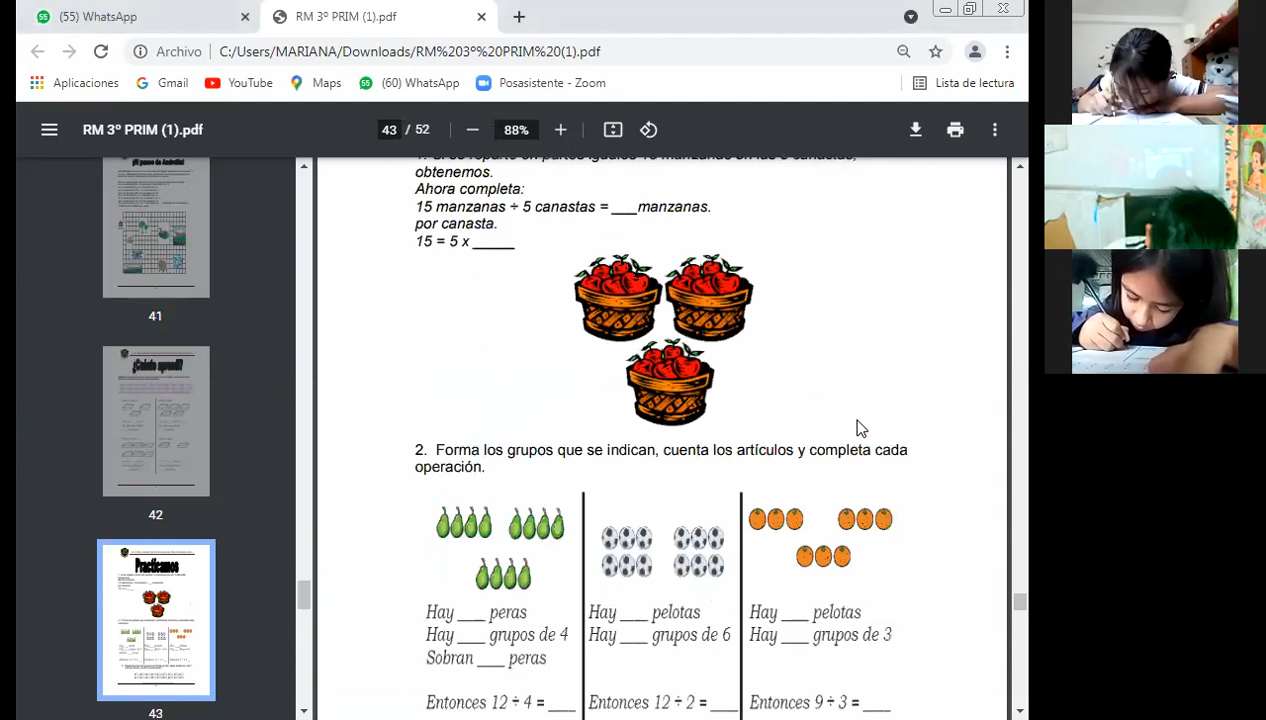 (55) WhatsApp
RM 3º PRIM (1).pdf
Archivo
C:/Users/MARIANA/Downloads/RM%203º%20PRIM%20(1).pdf
Aplicaciones
Gmail
YouTube
Maps
(60) WhatsApp
Posasistente - Zoom
Lista de lectura
RM 3º PRIM (1).pdf
43 / 52
88%
41
¿Cuánto aprendí?
42
Practicamos
43
obtenemos.
Ahora completa:
15 manzanas ÷ 5 canastas = ___manzanas.
por canasta.
15 = 5 x _____
2. Forma los grupos que se indican, cuenta los artículos y completa cada
operación.
Hay ___ peras
Hay ___ grupos de 4
Sobran ___ peras
Entonces 12 ÷ 4 = ___
Hay ___ pelotas
Hay ___ grupos de 6
Entonces 12 ÷ 2 = ___
Hay ___ pelotas
Hay ___ grupos de 3
Entonces 9 ÷ 3 = ___